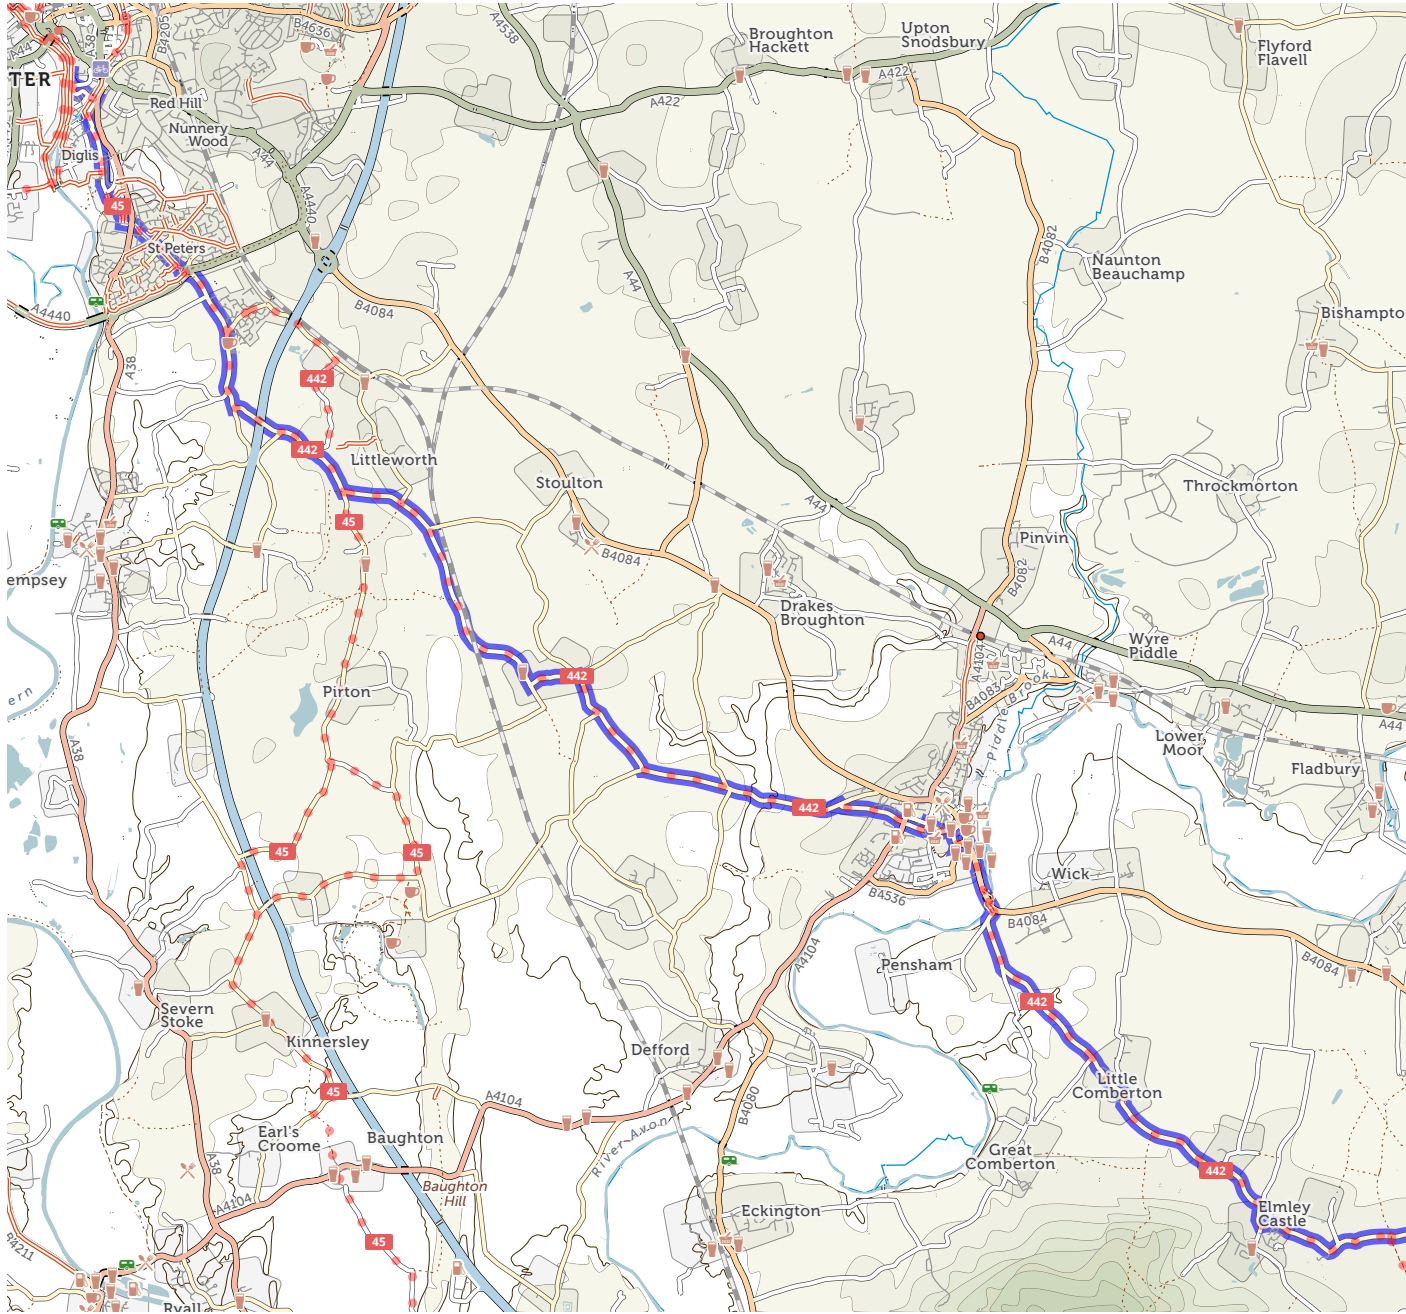 B4636
B4205
A38
A44
TER
Red Hill
Nunnery
Wood
Diglis
A44
A4440
45
St Peters
A4440
A4538
Broughton
Hackett
Upton
Snodsbury
A422
A422
Flyford
Flavell
B4082
Naunton
Beauchamp
Bishampto
B4084
A44
A38
442
442
Littleworth
Stoulton
A44
Throckmorton
45
Pinvin
B4084
B4082
empsey
Drakes
Broughton
A44
Wyre
Piddle
A4104
B4083
Piddle Brook
442
Pirton
ern
A38
A44
Lower
Moor
Fladbury
442
45
45
Wick
B4536
B4084
A4104
Pensham
B4084
442
Severn
Stoke
Kinnersley
Defford
45
A4104
B4080
Little
Comberton
River Avon
Earl's
Croome
Baughton
Great
Comberton
442
A38
Baughton
Hill
A4104
Eckington
Elmley
Castle
B4211
45
Ryall